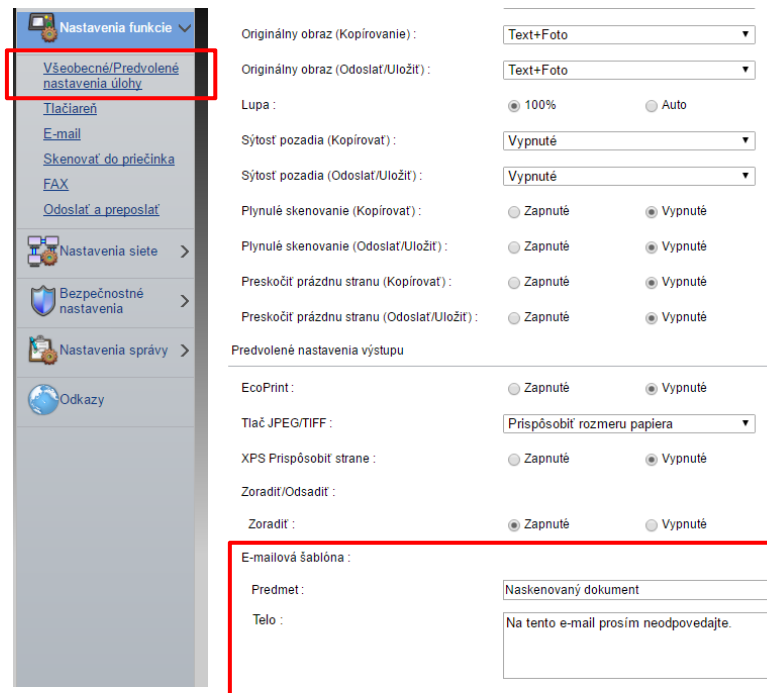 Nastavenia funkcie
Všeobecné/Predvolené
nastavenia úlohy
Tlačiareň
E-mail
Skenovať do priečinka
FAX
Odoslať a preposlať
Nastavenia siete
Bezpečnostné
nastavenia
Nastavenia správy
Odkazy
Originálny obraz (Kopírovanie) : Text+Foto
Originálny obraz (Odoslať/Uložiť) : Text+Foto
Lupa : 100% Auto
Sýtosť pozadia (Kopírovať) : Vypnuté
Sýtosť pozadia (Odoslať/Uložiť) : Vypnuté
Plynulé skenovanie (Kopírovať) : Zapnuté Vypnuté
Plynulé skenovanie (Odoslať/Uložiť) : Zapnuté Vypnuté
Preskočiť prázdnu stranu (Kopírovať) : Zapnuté Vypnuté
Preskočiť prázdnu stranu (Odoslať/Uložiť) : Zapnuté Vypnuté
Predvolené nastavenia výstupu
EcoPrint : Zapnuté Vypnuté
Tlač JPEG/TIFF : Prispôsobiť rozmeru papiera
XPS Prispôsobiť strane : Zapnuté Vypnuté
Zoradiť/Odsadiť :
Zoradiť : Zapnuté Vypnuté
E-mailová šablóna :
Predmet : Naskenovaný dokument
Telo : Na tento e-mail prosím neodpovedajte.